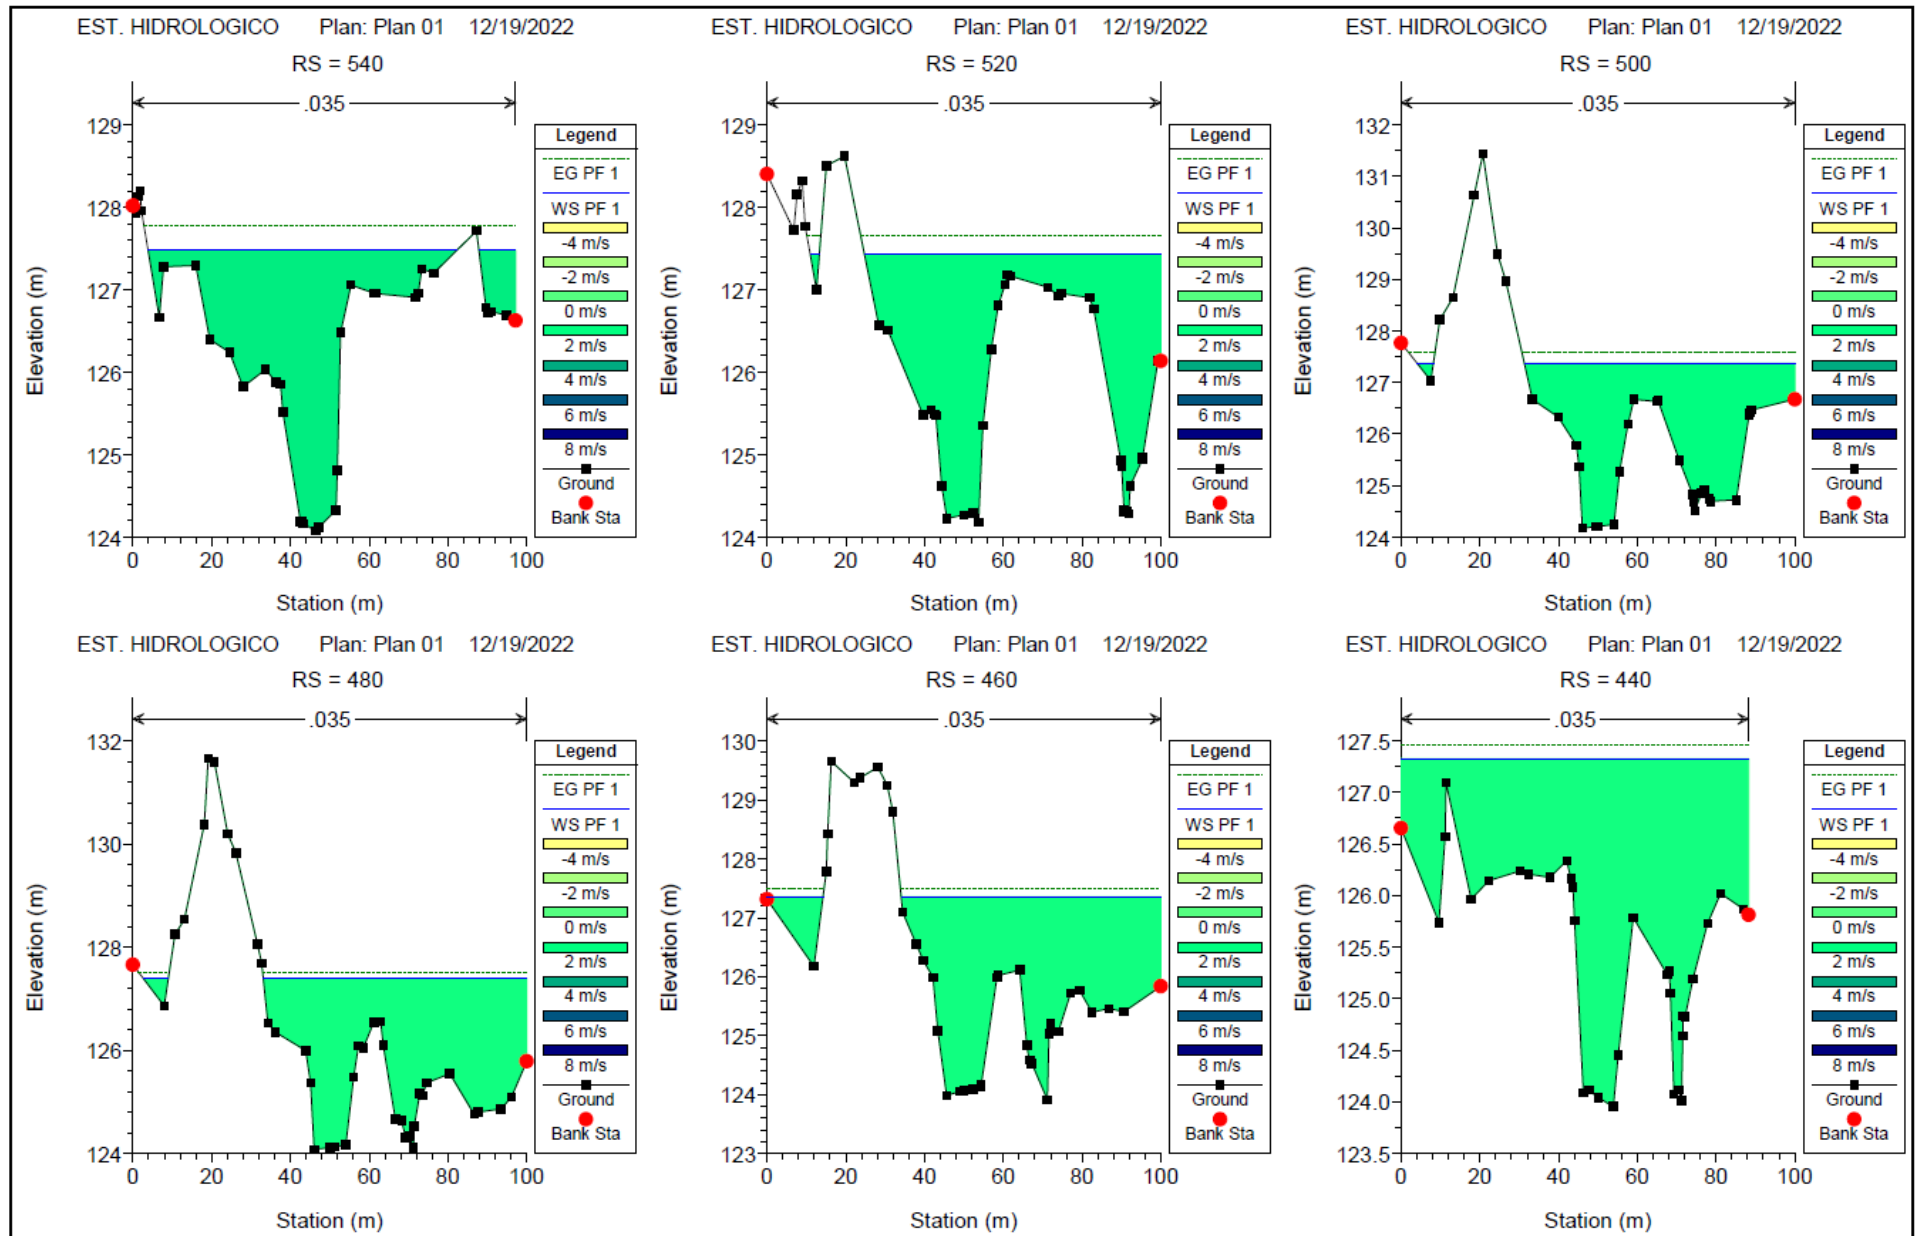 EST. HIDROLOGICO Plan: Plan 01 12/19/2022
RS = 540
.035
Legend
EG PF 1
WS PF 1
-4 m/s
-2 m/s
0 m/s
2 m/s
4 m/s
6 m/s
8 m/s
Ground
Bank Sta
129
128
127
126
125
124
Elevation (m)
0 20 40 60 80 100
Station (m)
EST. HIDROLOGICO Plan: Plan 01 12/19/2022
RS = 520
.035
Legend
EG PF 1
WS PF 1
-4 m/s
-2 m/s
0 m/s
2 m/s
4 m/s
6 m/s
8 m/s
Ground
Bank Sta
129
128
127
126
125
124
Elevation (m)
0 20 40 60 80 100
Station (m)
EST. HIDROLOGICO Plan: Plan 01 12/19/2022
RS = 500
.035
Legend
EG PF 1
WS PF 1
-4 m/s
-2 m/s
0 m/s
2 m/s
4 m/s
6 m/s
8 m/s
Ground
Bank Sta
132
131
130
129
128
127
126
125
124
Elevation (m)
0 20 40 60 80 100
Station (m)
EST. HIDROLOGICO Plan: Plan 01 12/19/2022
RS = 480
.035
Legend
EG PF 1
WS PF 1
-4 m/s
-2 m/s
0 m/s
2 m/s
4 m/s
6 m/s
8 m/s
Ground
Bank Sta
132
130
128
126
124
Elevation (m)
0 20 40 60 80 100
Station (m)
EST. HIDROLOGICO Plan: Plan 01 12/19/2022
RS = 460
.035
Legend
EG PF 1
WS PF 1
-4 m/s
-2 m/s
0 m/s
2 m/s
4 m/s
6 m/s
8 m/s
Ground
Bank Sta
130
129
128
127
126
125
124
123
Elevation (m)
0 20 40 60 80 100
Station (m)
EST. HIDROLOGICO Plan: Plan 01 12/19/2022
RS = 440
.035
Legend
EG PF 1
WS PF 1
-4 m/s
-2 m/s
0 m/s
2 m/s
4 m/s
6 m/s
8 m/s
Ground
Bank Sta
127.5
127.0
126.5
126.0
125.5
125.0
124.5
124.0
123.5
Elevation (m)
0 20 40 60 80 100
Station (m)